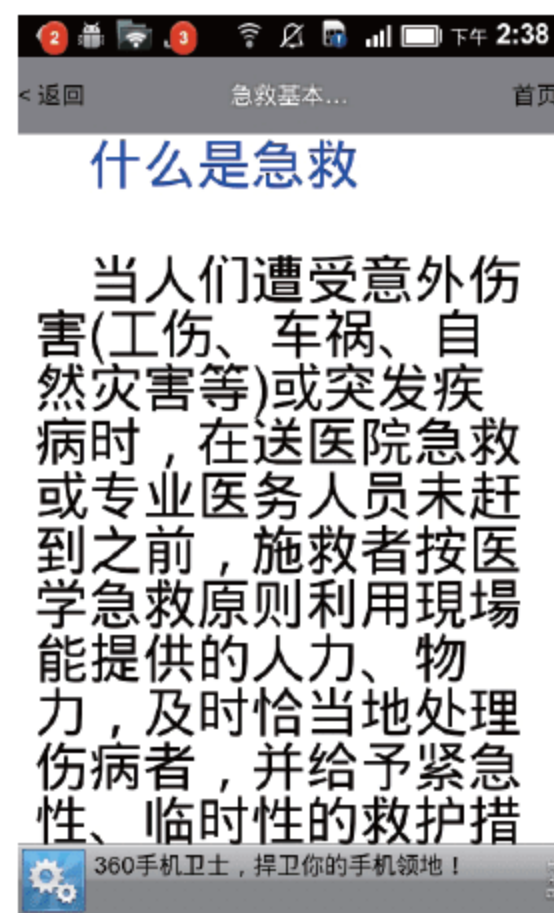 2 3 下午 2:38
< 返回 急救基本... 首页
什么是急救
当人们遭受意外伤
害(工伤、车祸、自
然灾害等)或突发疾
病时，在送医院急救
或专业医务人员未赶
到之前，施救者按医
学急救原则利用現場
能提供的人力、物
力，及时恰当地处理
伤病者，并给予紧急
性、临时性的救护措
360手机卫士，捍卫你的手机领地！